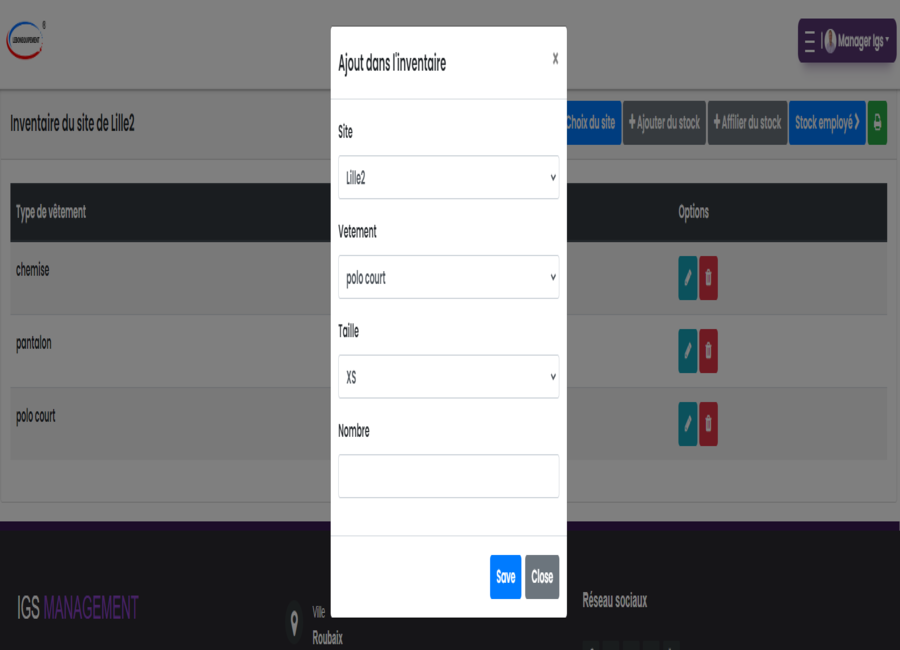 Ajout dans l'inventaire
x
Manager Igs
Inventaire du site de Lille2
Choix du site
+Ajouter du stock
+Affilier du stock
Stock employé
Site
Lille2
Type de vêtement
Options
Vetement
chemise
polo court
pantalon
Taille
XS
polo court
Nombre
Save
Close
IGS MANAGEMENT
Ville
Roubaix
Réseau sociaux